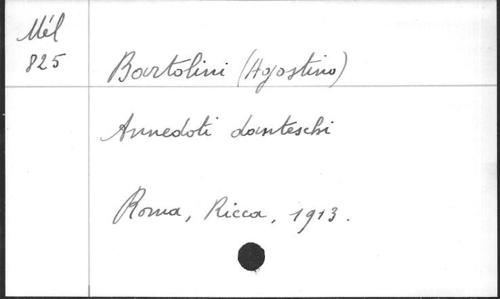 Mél
825
Bartolini (Agostino)
Annedoti danteschi
Roma, Ricca, 1913.